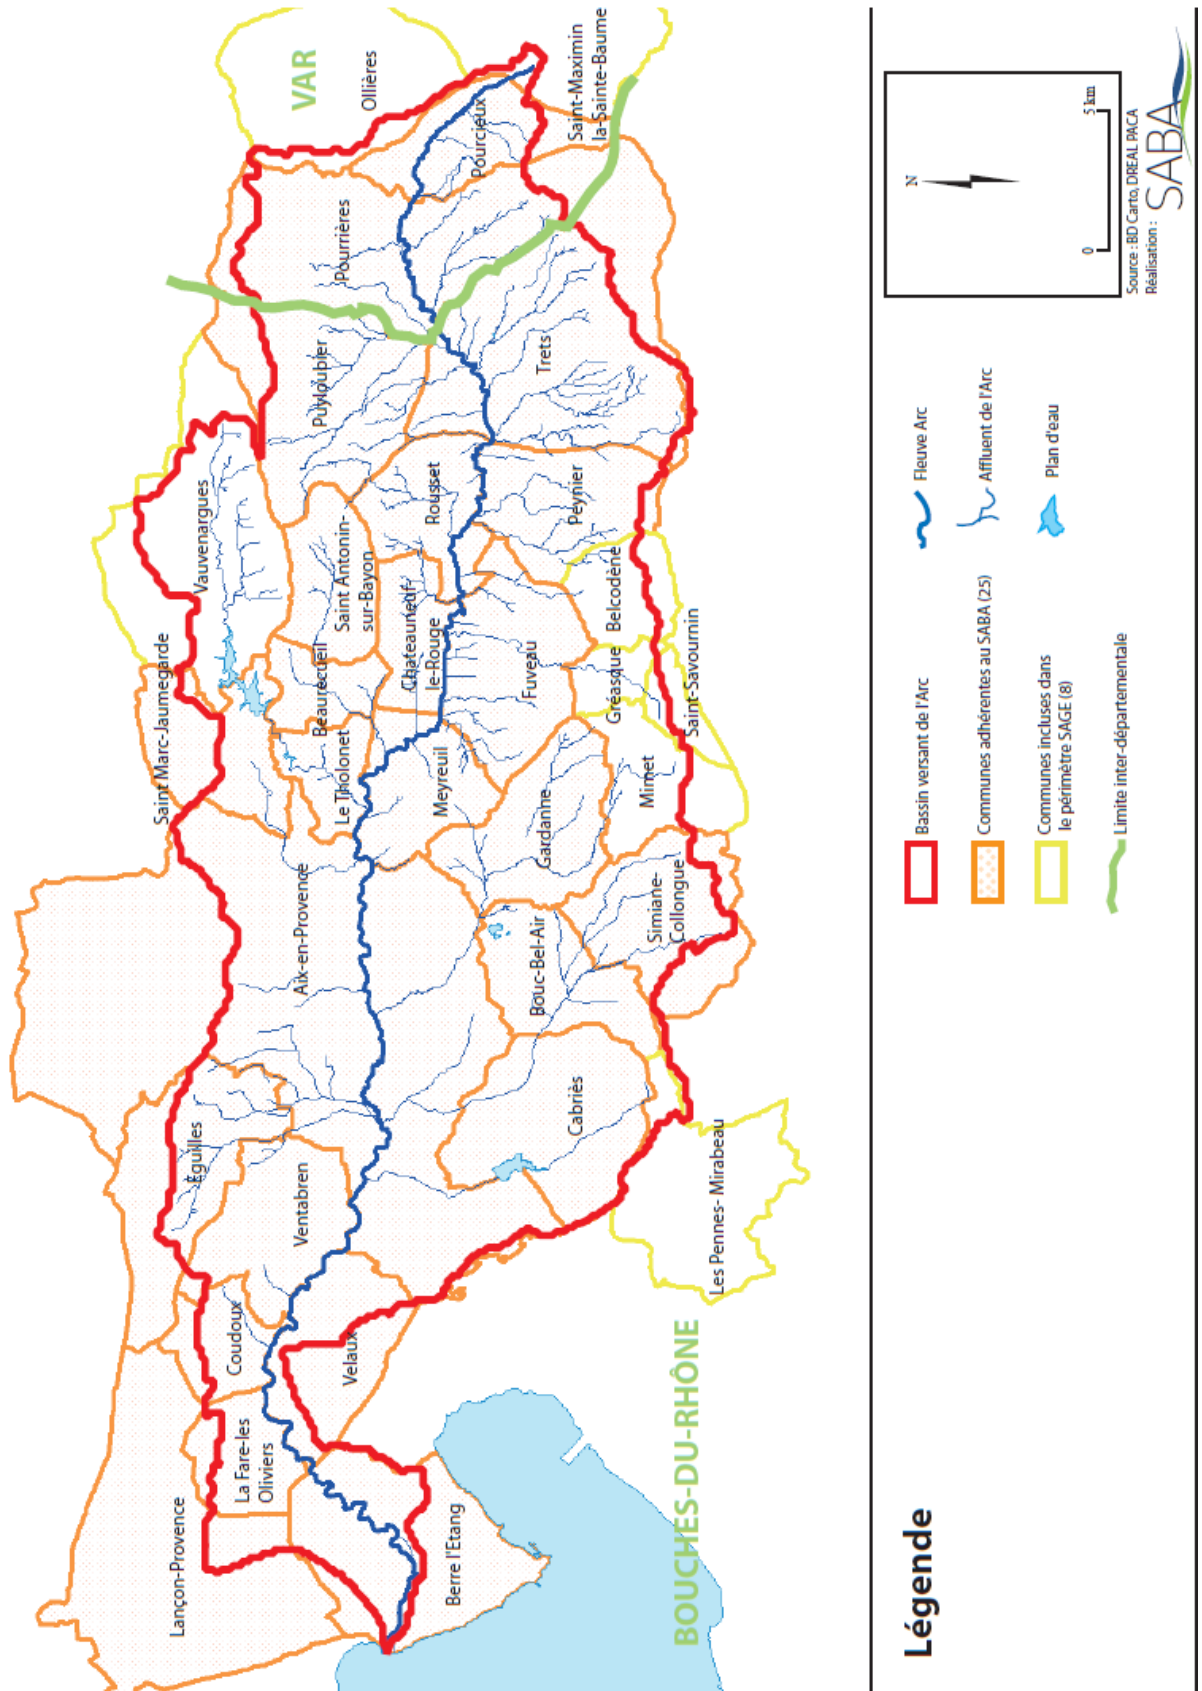 VAR
Ollières
Saint-Maximin
la-Sainte-Baume
Pourcieux
Pourrières
Puyloubier
Trets
Vauvenargues
Saint Antonin-
sur-Bayon
Rousset
Peynier
Saint Marc-Jaumegarde
Beaurecueil
Chateauneuf-
le-Rouge
Fuveau
Belcodène
Gréasque
Saint-Savournin
Le Tholonet
Meyreuil
Gardanne
Mimet
Aix-en-Provence
Bouc-Bel-Air
Simiane-
Collongue
Éguilles
Ventabren
Cabriès
Les Pennes- Mirabeau
Coudoux
Velaux
La Fare-les
Oliviers
Lançon-Provence
Berre l'Etang
BOUCHES-DU-RHÔNE
Légende
Bassin versant de l'Arc
Communes adhérentes au SABA (25)
Communes incluses dans
le périmètre SAGE (8)
Limite inter-départementale
Fleuve Arc
Affluent de l'Arc
Plan d'eau
N
0 5 km
Source : BD Carto, DREAL PACA
Réalisation :
SABA